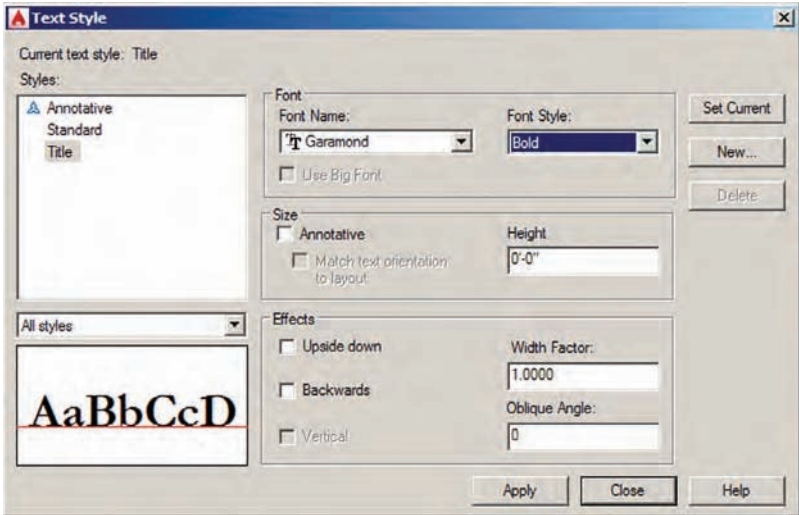 Text Style
Current text style: Title
Styles:
Annotative
Standard
Title
All styles
AaBbCcD
Font
Font Name:
Garamond
Font Style:
Bold
Use Big Font
Size
Annotative
Match text orientation
to layout
Height
0'-0"
Effects
Upside down
Backwards
Vertical
Width Factor:
1.0000
Oblique Angle:
0
Set Current
New...
Delete
Apply
Close
Help